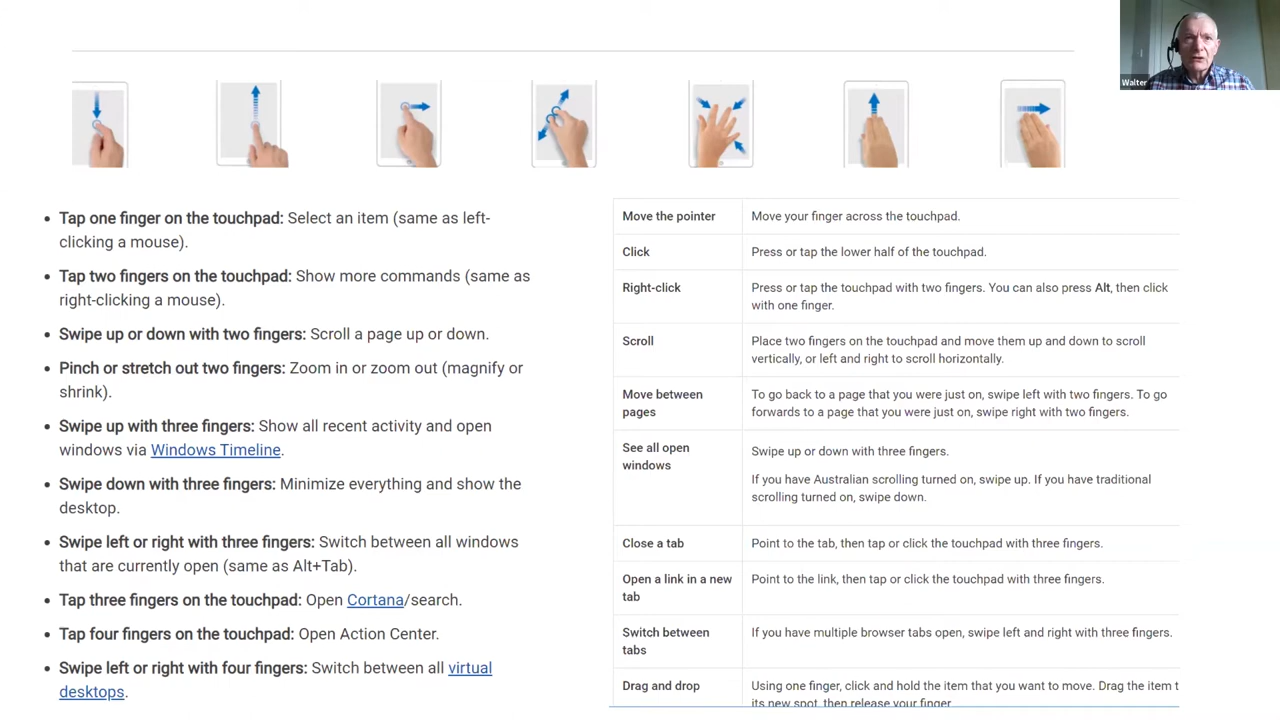 Walter
• Tap one finger on the touchpad: Select an item (same as left-
clicking a mouse).
• Tap two fingers on the touchpad: Show more commands (same as
right-clicking a mouse).
• Swipe up or down with two fingers: Scroll a page up or down.
• Pinch or stretch out two fingers: Zoom in or zoom out (magnify or
shrink).
• Swipe up with three fingers: Show all recent activity and open
windows via Windows Timeline.
• Swipe down with three fingers: Minimize everything and show the
desktop.
• Swipe left or right with three fingers: Switch between all windows
that are currently open (same as Alt+Tab).
• Tap three fingers on the touchpad: Open Cortana/search.
• Tap four fingers on the touchpad: Open Action Center.
• Swipe left or right with four fingers: Switch between all virtual
desktops.
Move the pointer Move your finger across the touchpad.
Click Press or tap the lower half of the touchpad.
Right-click Press or tap the touchpad with two fingers. You can also press Alt, then click
with one finger.
Scroll Place two fingers on the touchpad and move them up and down to scroll
vertically, or left and right to scroll horizontally.
Move between To go back to a page that you were just on, swipe left with two fingers. To go
pages forwards to a page that you were just on, swipe right with two fingers.
See all open Swipe up or down with three fingers.
windows
If you have Australian scrolling turned on, swipe up. If you have traditional
scrolling turned on, swipe down.
Close a tab Point to the tab, then tap or click the touchpad with three fingers.
Open a link in a new Point to the link, then tap or click the touchpad with three fingers.
tab
Switch between If you have multiple browser tabs open, swipe left and right with three fingers.
tabs
Drag and drop Using one finger, click and hold the item that you want to move. Drag the item t
its new spot, then release your finger